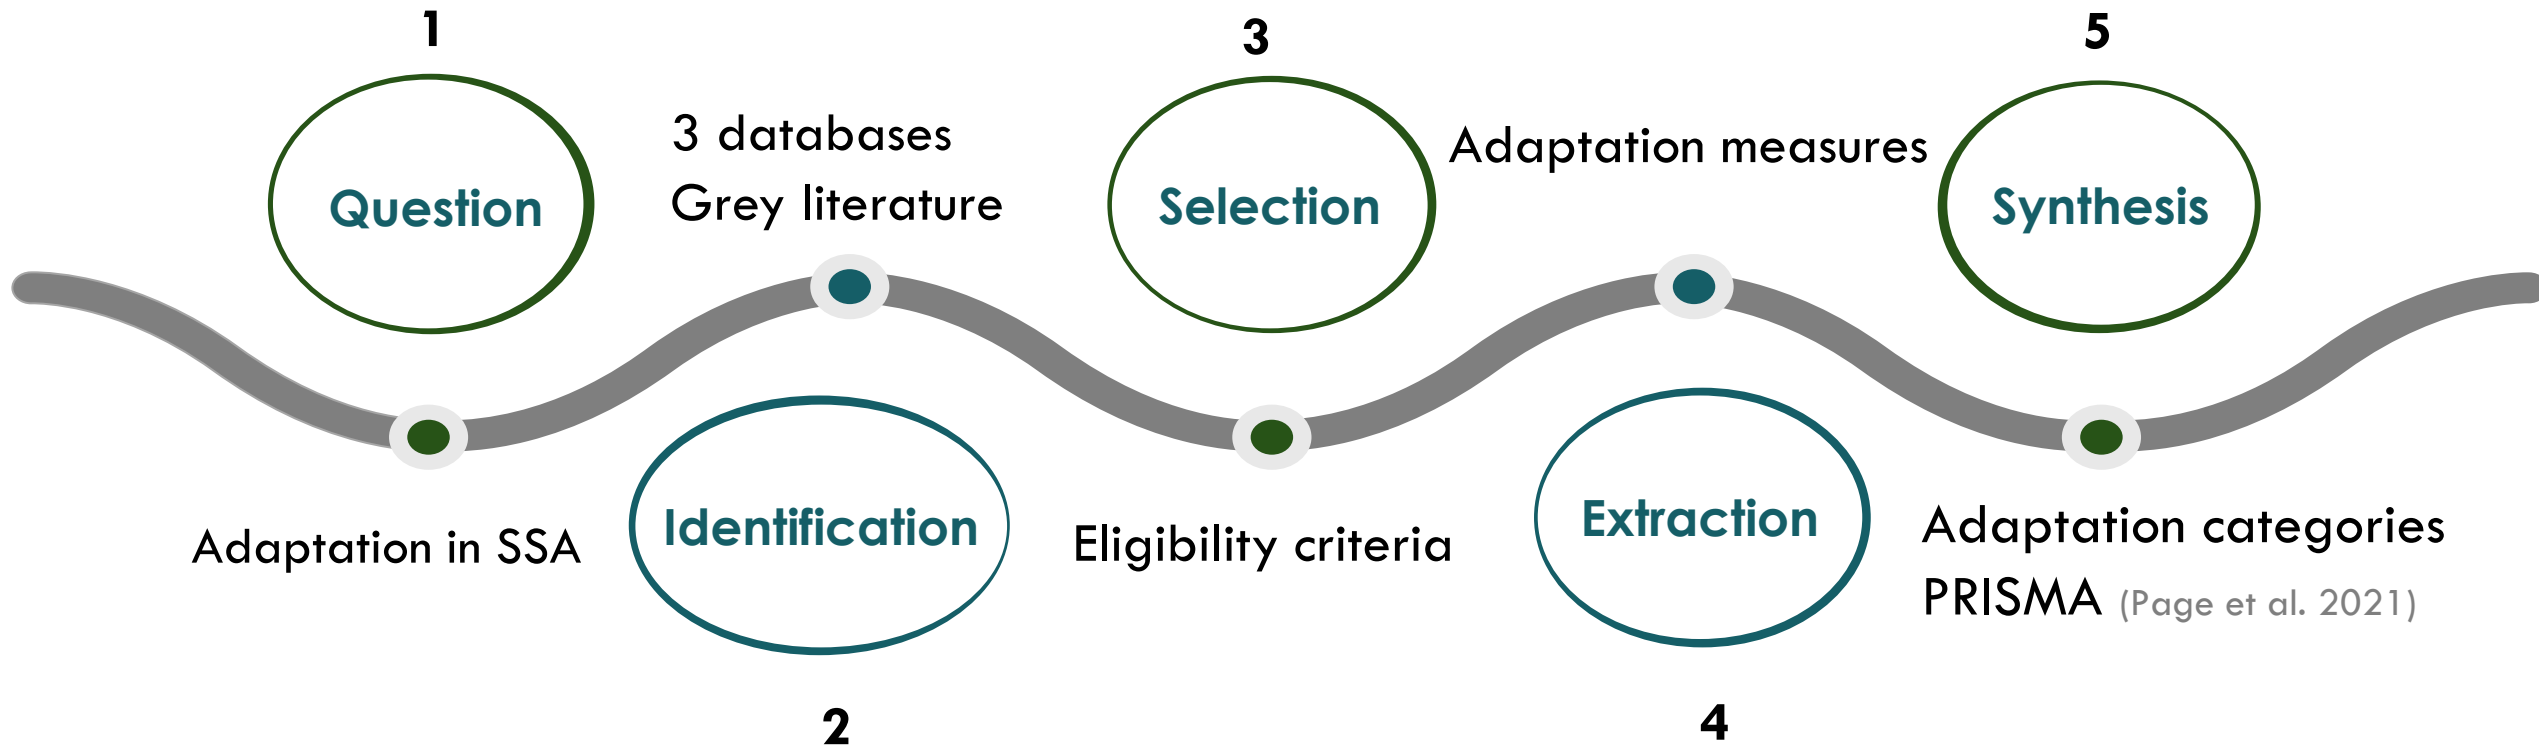 1
Question
Adaptation in SSA
3 databases
Grey literature
Identification
2
3
Selection
Eligibility criteria
Adaptation measures
Extraction
4
5
Synthesis
Adaptation categories
PRISMA (Page et al. 2021)